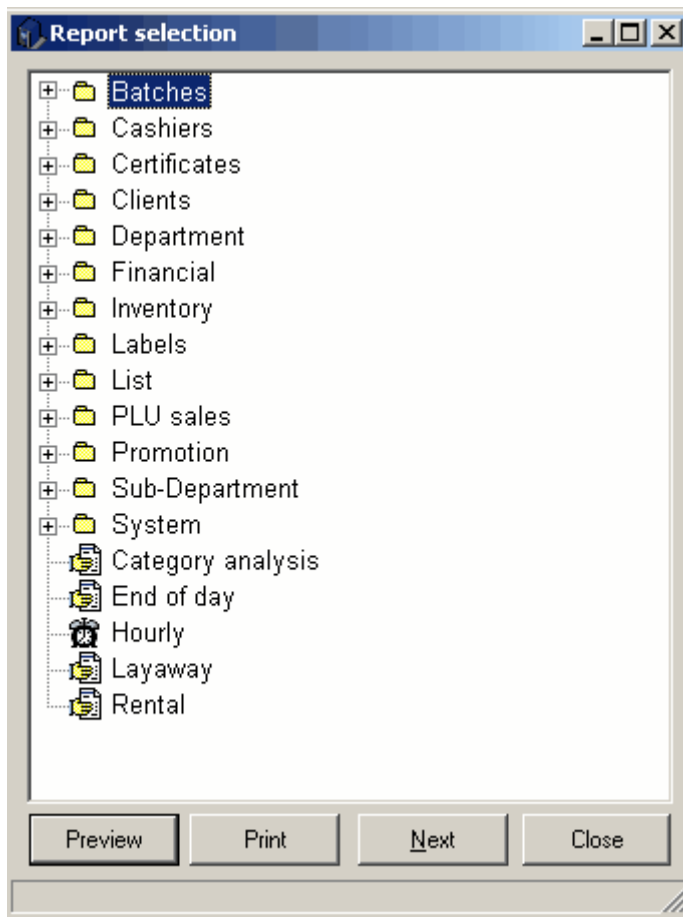 Report selection
Batches
Cashiers
Certificates
Clients
Department
Financial
Inventory
Labels
List
PLU sales
Promotion
Sub-Department
System
Category analysis
End of day
Hourly
Layaway
Rental
Preview Print Next Close